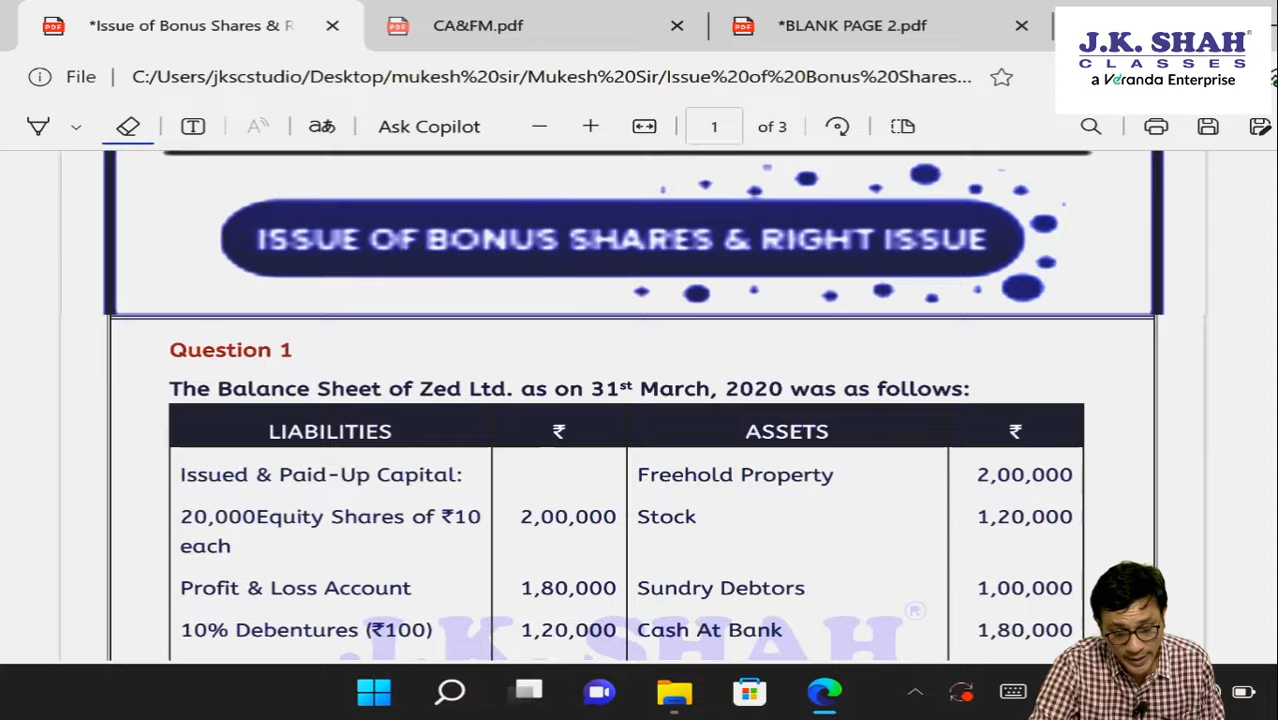 *Issue of Bonus Shares & R
CA&FM.pdf
*BLANK PAGE 2.pdf
J.K. SHAH®
CLASSES
a Veranda Enterprise
File
C:/Users/jkscstudio/Desktop/mukesh%20sir/Mukesh%20Sir/Issue%20of%20Bonus%20Shares...
Ask Copilot
1 of 3
ISSUE OF BONUS SHARES & RIGHT ISSUE
Question 1
The Balance Sheet of Zed Ltd. as on 31st March, 2020 was as follows:
LIABILITIES ₹ ASSETS ₹
Issued & Paid-Up Capital: Freehold Property 2,00,000
20,000Equity Shares of ₹10 2,00,000 Stock 1,20,000
each
Profit & Loss Account 1,80,000 Sundry Debtors 1,00,000
10% Debentures (₹100) 1,20,000 Cash At Bank 1,80,000
J.K. SHAH®